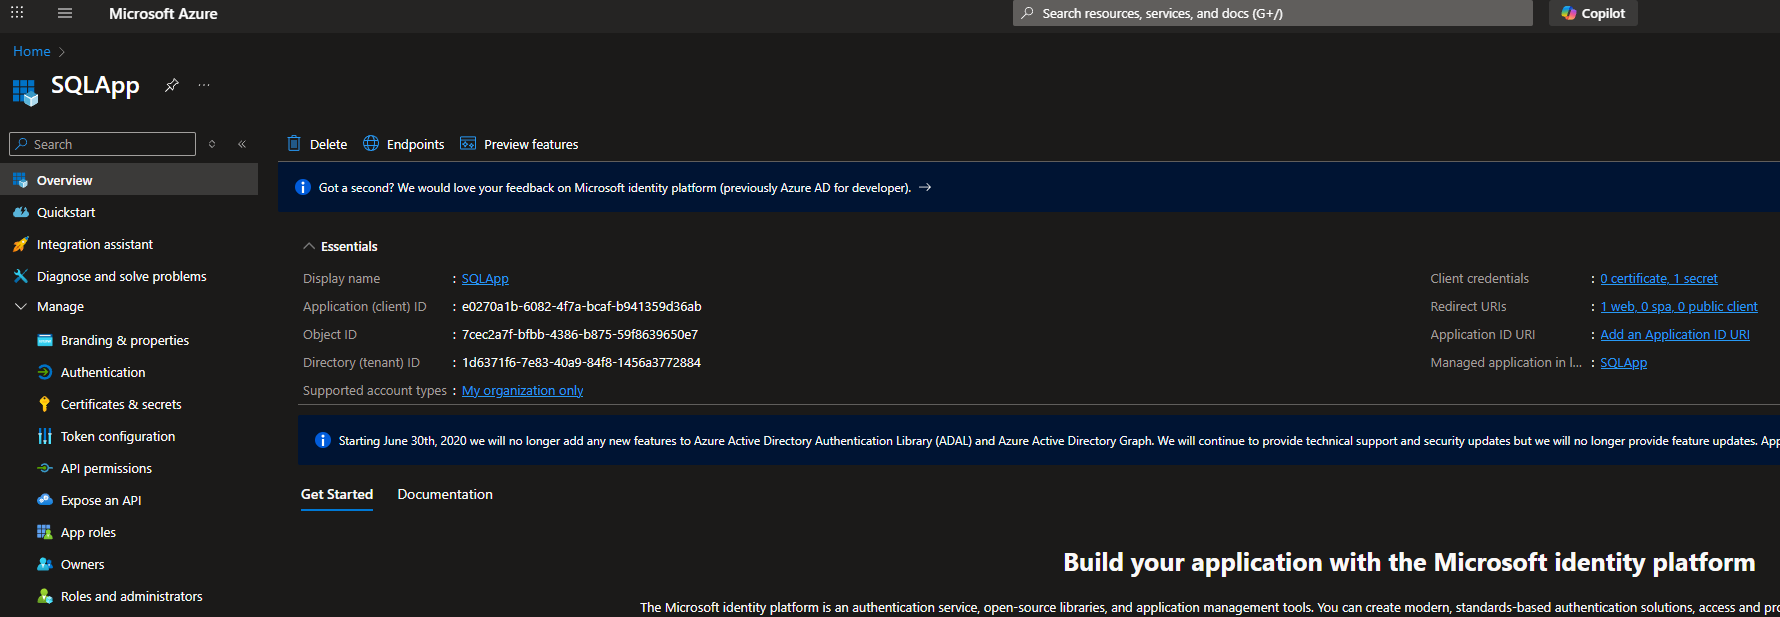 Microsoft Azure
Search resources, services, and docs (G+/)
Copilot
Home
SQLApp
Search
Delete
Endpoints
Preview features
Overview
Got a second? We would love your feedback on Microsoft identity platform (previously Azure AD for developer).
Quickstart
Integration assistant
Diagnose and solve problems
Manage
Branding & properties
Authentication
Certificates & secrets
Token configuration
API permissions
Expose an API
App roles
Owners
Roles and administrators
Essentials
Display name : SQLApp
Application (client) ID : e0270a1b-6082-4f7a-bcaf-b941359d36ab
Object ID : 7cec2a7f-bfbb-4386-b875-59f8639650e7
Directory (tenant) ID : 1d6371f6-7e83-40a9-84f8-1456a3772884
Supported account types : My organization only
Client credentials : 0 certificate, 1 secret
Redirect URIs : 1 web, 0 spa, 0 public client
Application ID URI : Add an Application ID URI
Managed application in l... : SQLApp
Starting June 30th, 2020 we will no longer add any new features to Azure Active Directory Authentication Library (ADAL) and Azure Active Directory Graph. We will continue to provide technical support and security updates but we will no longer provide feature updates. App
Get Started
Documentation
Build your application with the Microsoft identity platform
The Microsoft identity platform is an authentication service, open-source libraries, and application management tools. You can create modern, standards-based authentication solutions, access and pro